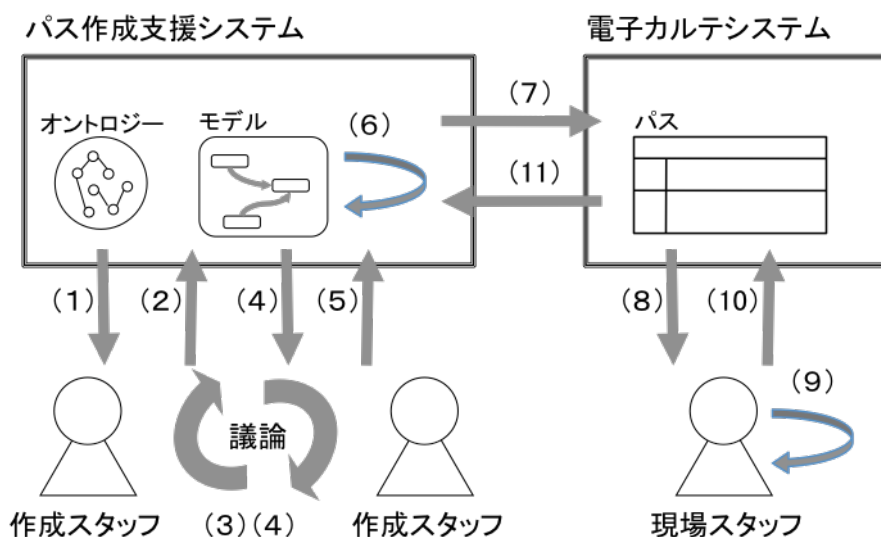 パス作成支援システム
電子カルテシステム
オントロジー
モデル
(6)
(7)
(11)
パス
(1)
(2)
(4)
(5)
(8)
(10)
(9)
議論
作成スタッフ
(3)(4)
作成スタッフ
現場スタッフ